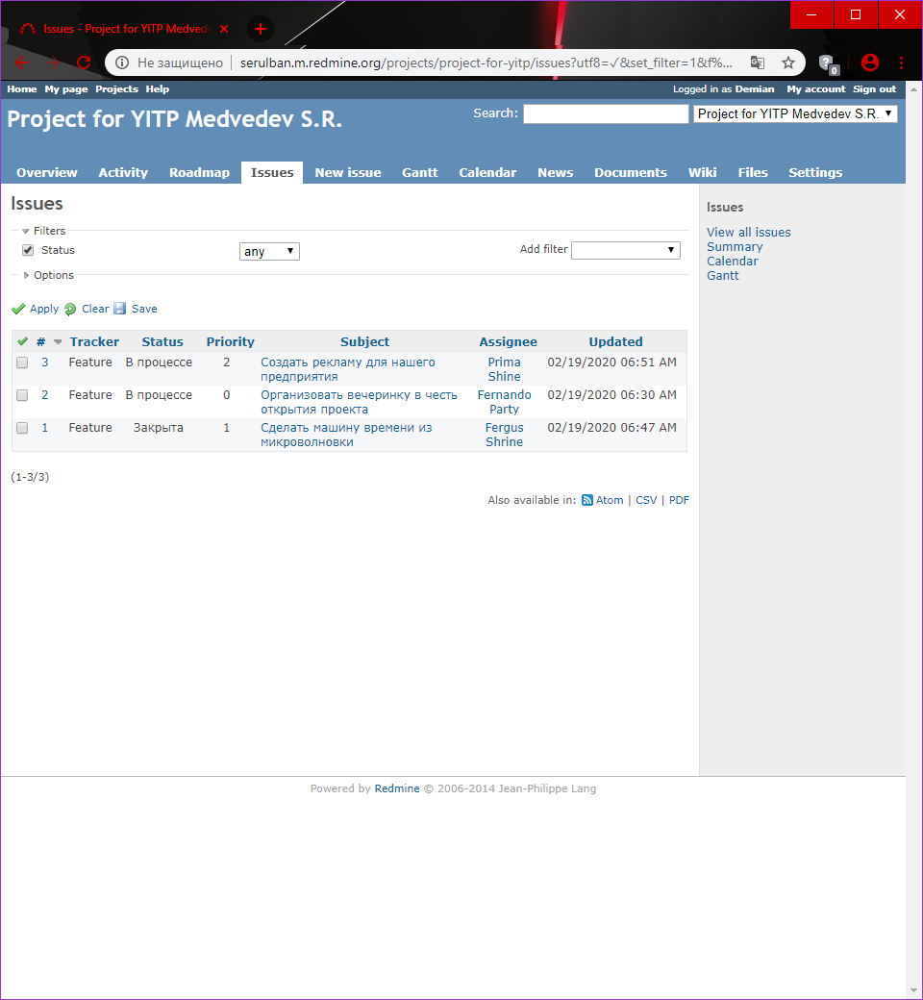 Issues - Project for YITP Medved
Не защищено | serulban.m.redmine.org/projects/project-for-yitp/issues?utf8=✓&set_filter=1&f%...
0
Home My page Projects Help Logged in as Demian My account Sign out
Project for YITP Medvedev S.R. Search: Project for YITP Medvedev S.R.
Overview Activity Roadmap Issues New issue Gantt Calendar News Documents Wiki Files Settings
Issues
Filters
Status any Add filter
Options
Apply Clear Save
# Tracker Status Priority Subject Assignee Updated
3 Feature В процессе 2 Создать рекламу для нашего предприятия Prima Shine 02/19/2020 06:51 AM
2 Feature В процессе 0 Организовать вечеринку в честь открытия проекта Fernando Party 02/19/2020 06:30 AM
1 Feature Закрыта 1 Сделать машину времени из микроволновки Fergus Shrine 02/19/2020 06:47 AM
(1-3/3)
Also available in: Atom | CSV | PDF
Issues
View all issues
Summary
Calendar
Gantt
Powered by Redmine © 2006-2014 Jean-Philippe Lang